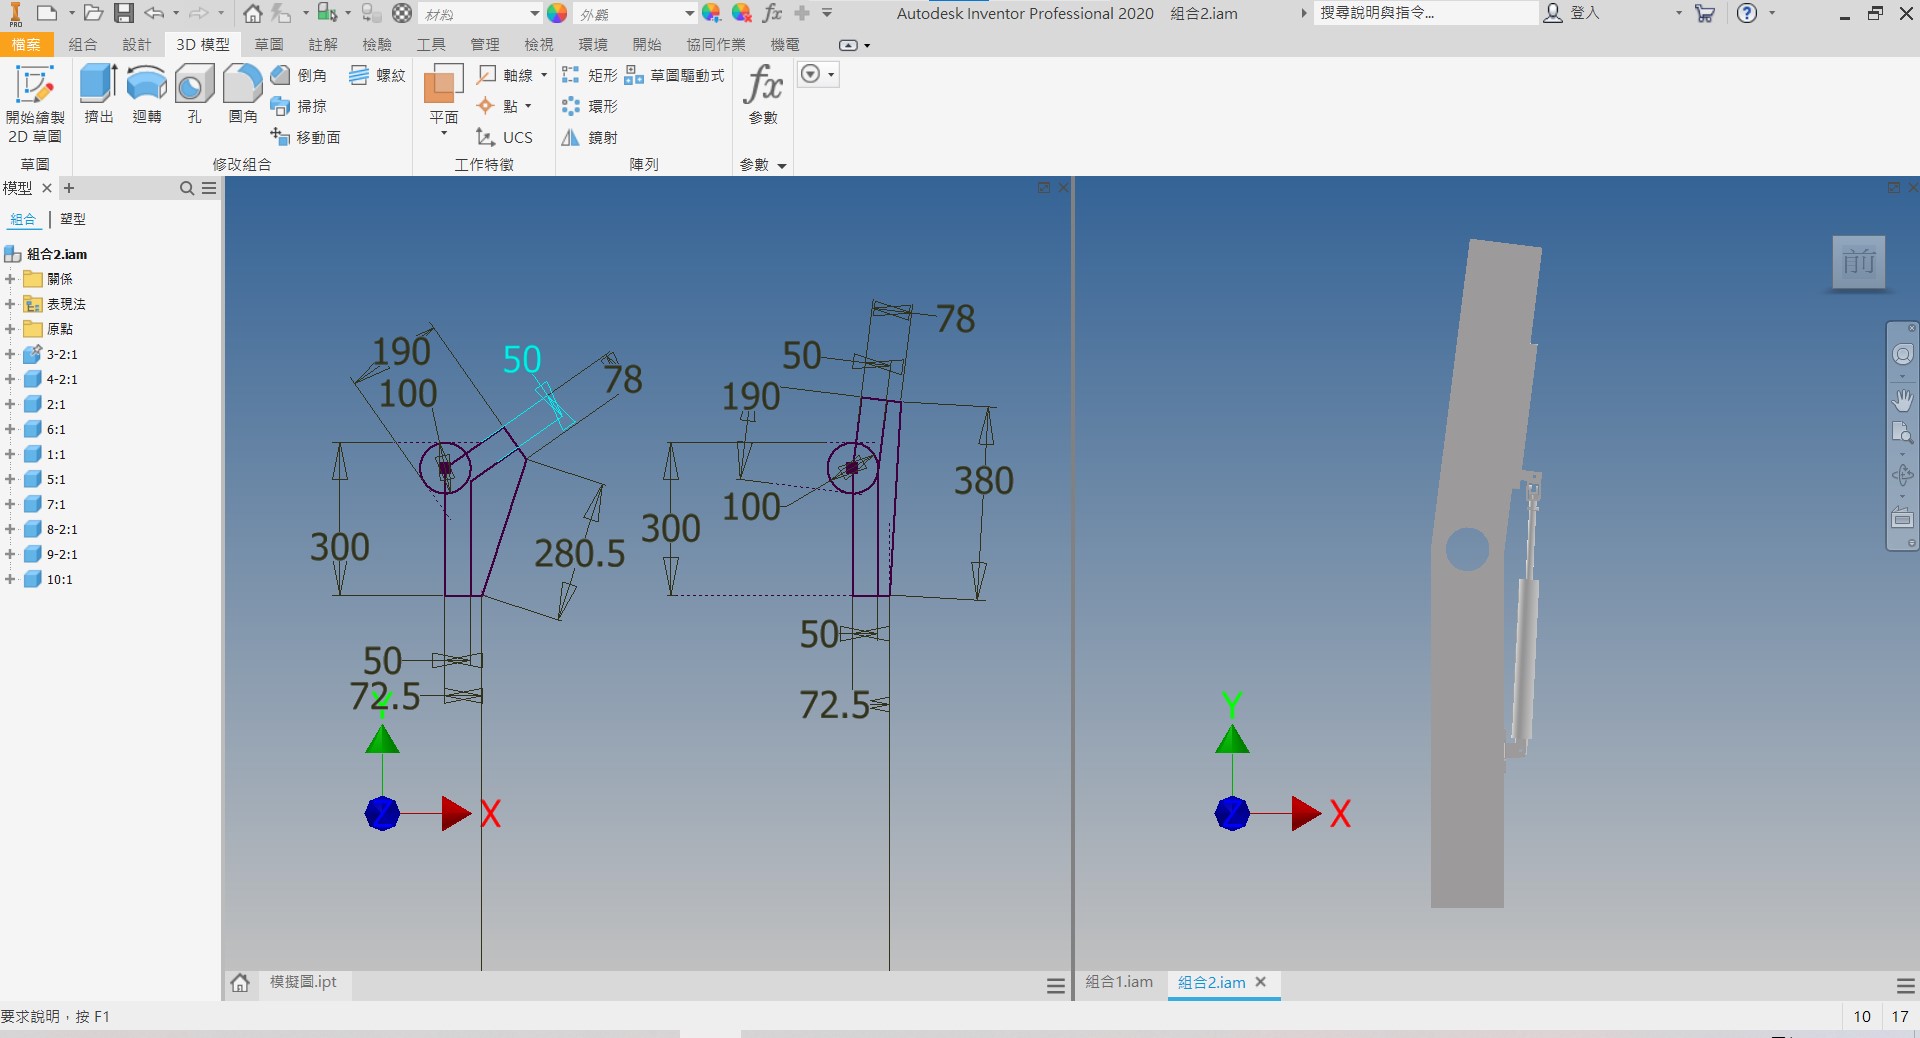 PRO
材料
外觀
fx
Autodesk Inventor Professional 2020 組合2.iam
搜尋說明與指令...
登入
檔案 組合 設計 3D 模型 草圖 註解 檢驗 工具 管理 檢視 環境 開始 協同作業 機電
開始繪製
2D 草圖
擠出
迴轉
孔
圓角
倒角
掃掠
移動面
螺紋
平面
軸線
點
UCS
矩形
環形
鏡射
草圖驅動式
fx
參數
草圖
修改組合
工作特徵
陣列
參數
模型
組合 | 塑型
組合2.iam
關係
表現法
原點
3-2:1
4-2:1
2:1
6:1
1:1
5:1
7:1
8-2:1
9-2:1
10:1
190
100
50
78
300
280.5
50
72.5
78
50
190
100
300
380
50
72.5
Y
Z
X
前
Y
Z
X
模擬圖.ipt
組合1.iam
組合2.iam
要求說明，按 F1
10 17